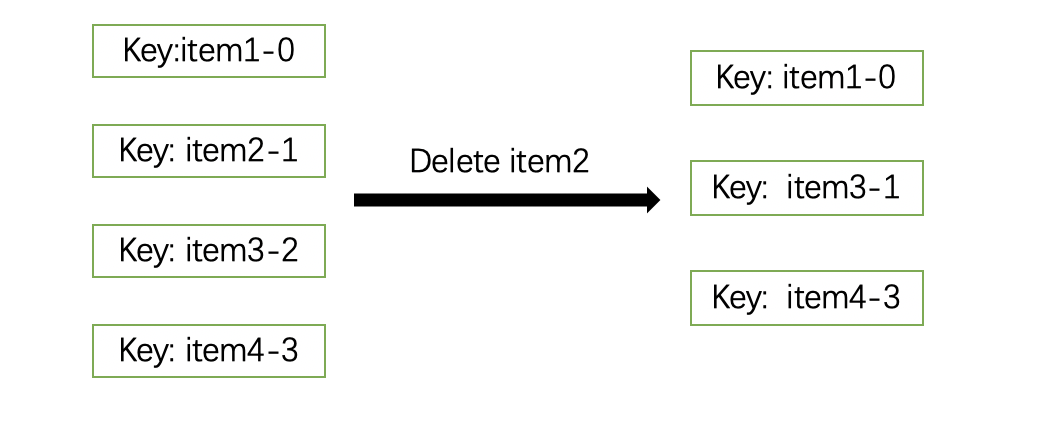 Key:item1-0
Key: item2-1
Key: item3-2
Key: item4-3
Delete item2
Key: item1-0
Key: item3-1
Key: item4-3